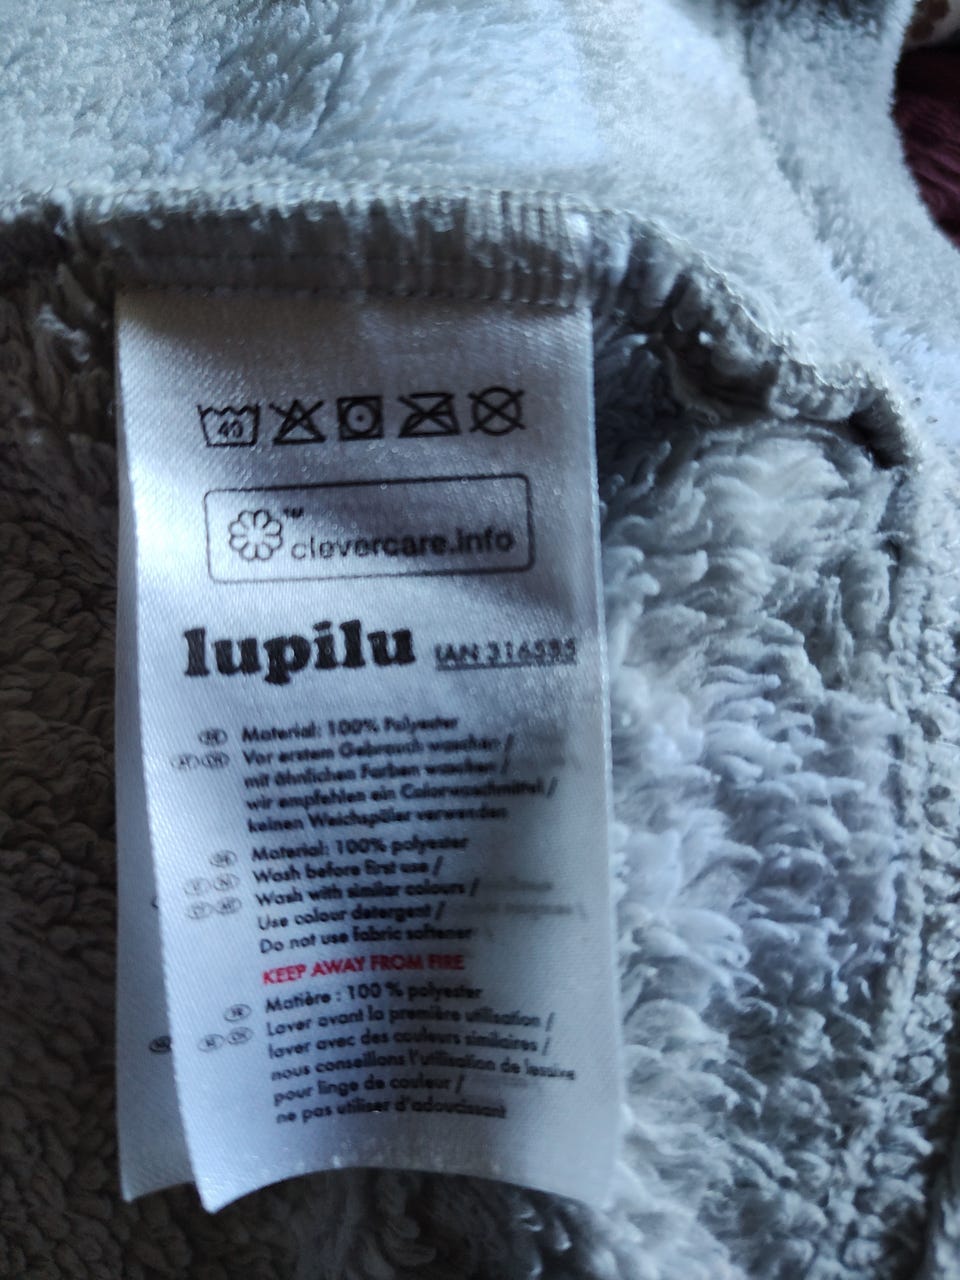 40
™
clevercare.info
lupilu IAN 316595
Material: 100% Polyester
Vor erstem Gebrauch waschen /
mit ähnlichen Farben waschen /
wir empfehlen ein Colorwaschmittel /
keinen Weichspüler verwenden
Material: 100% polyester
Wash before first use /
Wash with similar colours /
Use colour detergent /
Do not use fabric softener
KEEP AWAY FROM FIRE
Matière : 100 % polyester
Laver avant la première utilisation /
laver avec des couleurs similaires /
nous conseillons l'utilisation de lessive
pour linge de couleur /
ne pas utiliser d'adoucissant